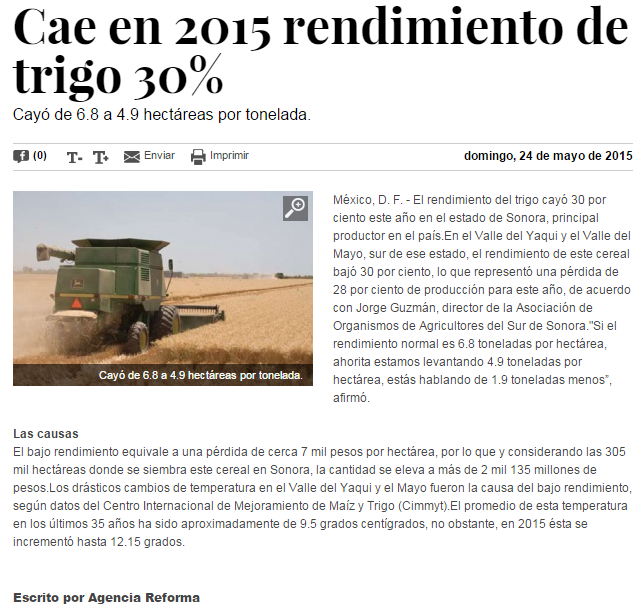 Cae en 2015 rendimiento de
trigo 30%
Cayó de 6.8 a 4.9 hectáreas por tonelada.
(0) T- T+ Enviar Imprimir domingo, 24 de mayo de 2015
México, D. F. - El rendimiento del trigo cayó 30 por
ciento este año en el estado de Sonora, principal
productor en el país.En el Valle del Yaqui y el Valle del
Mayo, sur de ese estado, el rendimiento de este cereal
bajó 30 por ciento, lo que representó una pérdida de
28 por ciento de producción para este año, de acuerdo
con Jorge Guzmán, director de la Asociación de
Organismos de Agricultores del Sur de Sonora."Si el
rendimiento normal es 6.8 toneladas por hectárea,
ahorita estamos levantando 4.9 toneladas por
hectárea, estás hablando de 1.9 toneladas menos”,
afirmó.
Cayó de 6.8 a 4.9 hectáreas por tonelada.
Las causas
El bajo rendimiento equivale a una pérdida de cerca 7 mil pesos por hectárea, por lo que y considerando las 305
mil hectáreas donde se siembra este cereal en Sonora, la cantidad se eleva a más de 2 mil 135 millones de
pesos.Los drásticos cambios de temperatura en el Valle del Yaqui y el Mayo fueron la causa del bajo rendimiento,
según datos del Centro Internacional de Mejoramiento de Maíz y Trigo (Cimmyt).El promedio de esta temperatura
en los últimos 35 años ha sido aproximadamente de 9.5 grados centígrados, no obstante, en 2015 ésta se
incrementó hasta 12.15 grados.
Escrito por Agencia Reforma